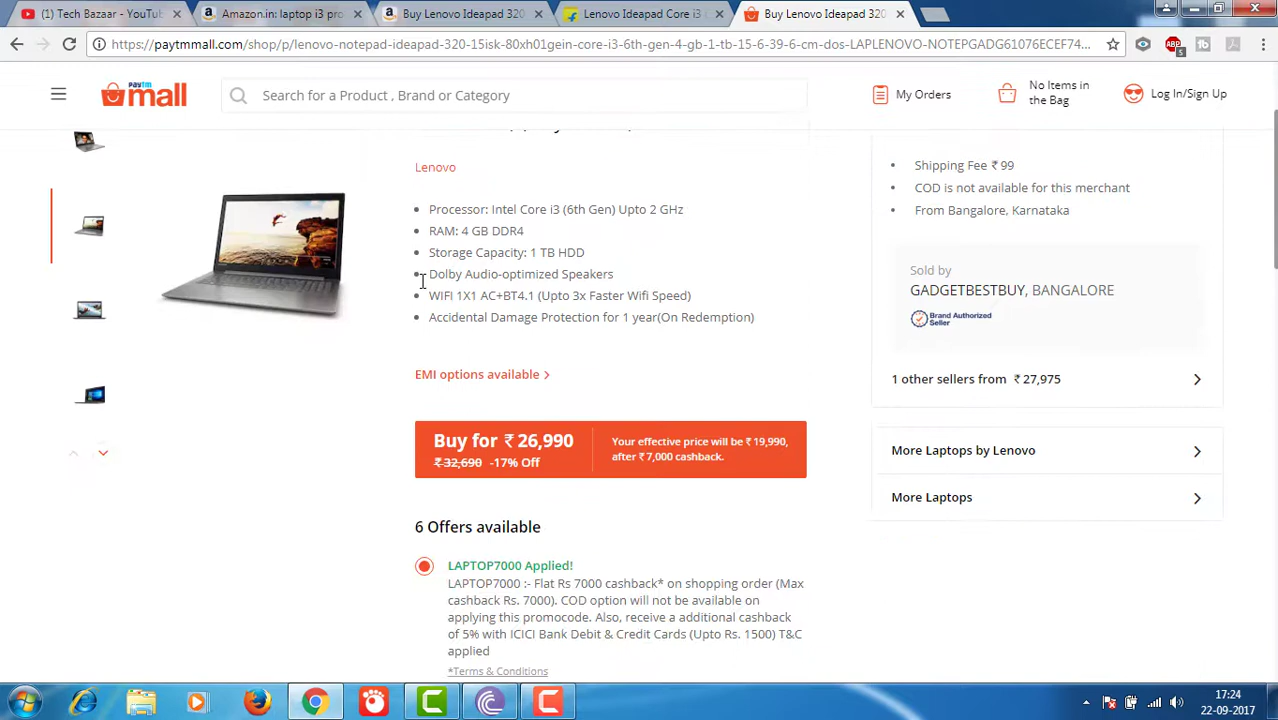 (1) Tech Bazaar - YouTu
Amazon.in: laptop i3 pro
Buy Lenovo Ideapad 320
Lenovo Ideapad Core i3
Buy Lenovo Ideapad 320
https://paytmmall.com/shop/p/lenovo-notepad-ideapad-320-15isk-80xh01gein-core-i3-6th-gen-4-gb-1-tb-15-6-39-6-cm-dos-LAPLENOVO-NOTEPGADG61076ECEF74...
ABP
5
tb
paytm
mall
Search for a Product , Brand or Category
My Orders
No Items in
the Bag
Log In/Sign Up
Lenovo
Processor: Intel Core i3 (6th Gen) Upto 2 GHz
RAM: 4 GB DDR4
Storage Capacity: 1 TB HDD
Dolby Audio-optimized Speakers
WIFI 1X1 AC+BT4.1 (Upto 3x Faster Wifi Speed)
Accidental Damage Protection for 1 year(On Redemption)
EMI options available
Buy for ₹ 26,990
₹ 32,690 -17% Off
Your effective price will be ₹ 19,990,
after ₹ 7,000 cashback.
6 Offers available
LAPTOP7000 Applied!
LAPTOP7000 :- Flat Rs 7000 cashback* on shopping order (Max
cashback Rs. 7000). COD option will not be available on
applying this promocode. Also, receive a additional cashback
of 5% with ICICI Bank Debit & Credit Cards (Upto Rs. 1500) T&C
applied
*Terms & Conditions
Shipping Fee ₹ 99
COD is not available for this merchant
From Bangalore, Karnataka
Sold by
GADGETBESTBUY, BANGALORE
Brand Authorized
Seller
1 other sellers from ₹ 27,975
More Laptops by Lenovo
More Laptops
17:24
22-09-2017